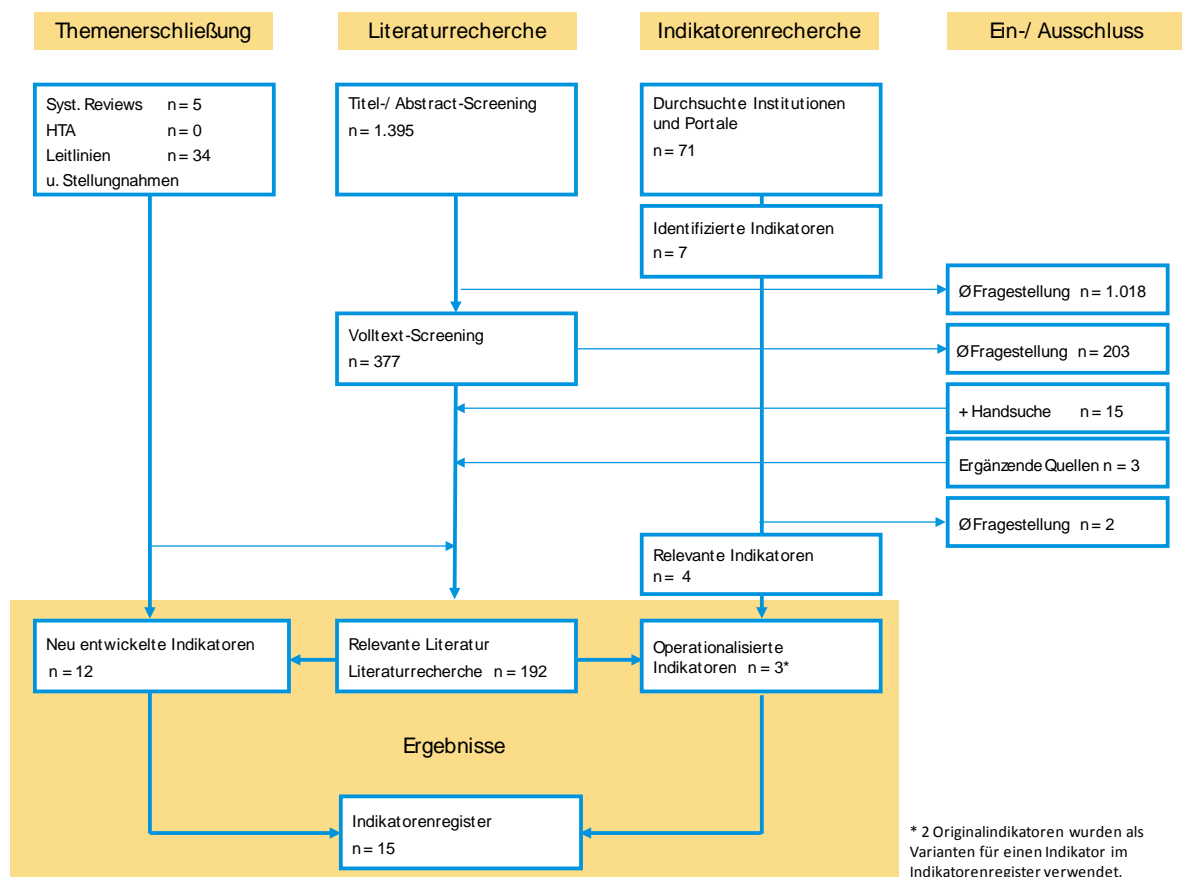 Themenerschließung
Literaturrecherche
Indikatorenrecherche
Ein-/ Ausschluss
Syst. Reviews n = 5
HTA n = 0
Leitlinien n = 34
u. Stellungnahmen
Titel-/ Abstract-Screening
n = 1.395
Durchsuchte Institutionen
und Portale
n = 71
Identifizierte Indikatoren
n = 7
Ø Fragestellung n = 1.018
Volltext-Screening
n = 377
Ø Fragestellung n = 203
+ Handsuche n = 15
Ergänzende Quellen n = 3
Ø Fragestellung n = 2
Relevante Indikatoren
n = 4
Neu entwickelte Indikatoren
n = 12
Relevante Literatur
Literaturrecherche n = 192
Operationalisierte
Indikatoren n = 3*
Ergebnisse
Indikatorenregister
n = 15
* 2 Originalindikatoren wurden als
Varianten für einen Indikator im
Indikatorenregister verwendet.